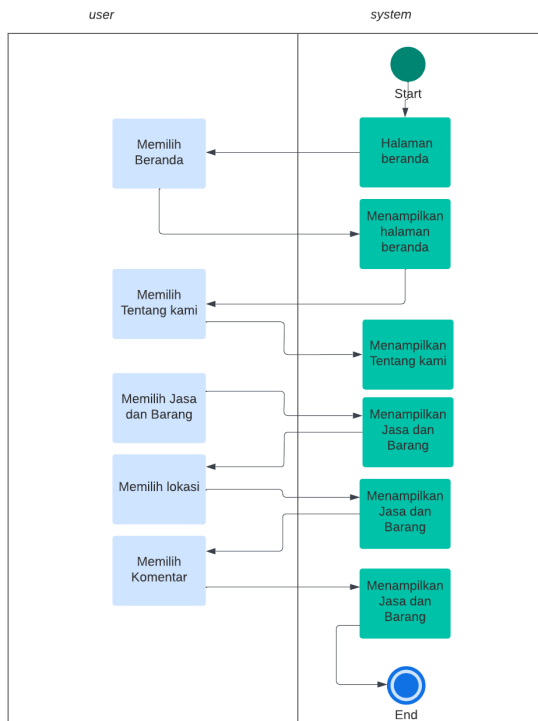 user
system
Start
Memilih
Beranda
Halaman
beranda
Menampilkan
halaman
beranda
Memilih
Tentang kami
Menampilkan
Tentang kami
Memilih Jasa
dan Barang
Menampilkan
Jasa dan
Barang
Memilih lokasi
Menampilkan
Jasa dan
Barang
Memilih
Komentar
Menampilkan
Jasa dan
Barang
End